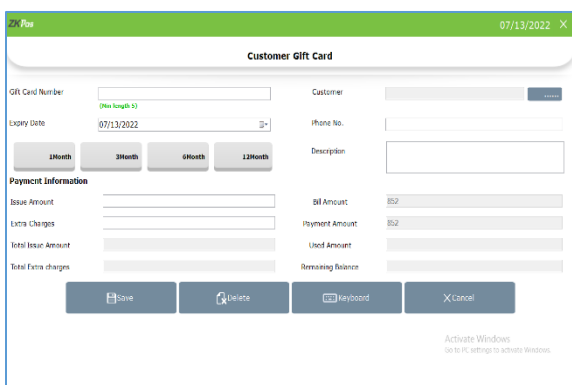 ZKPos
07/13/2022 X
Customer Gift Card
Gift Card Number
(Min length 5)
Customer
......
Expiry Date
07/13/2022
Phone No.
1Month
3Month
6Month
12Month
Description
Payment Information
Issue Amount
Bill Amount
852
Extra Charges
Payment Amount
852
Total Issue Amount
Used Amount
Total Extra charges
Remaining Balance
Save
Delete
Keyboard
Cancel
Activate Windows
Go to PC settings to activate Windows.